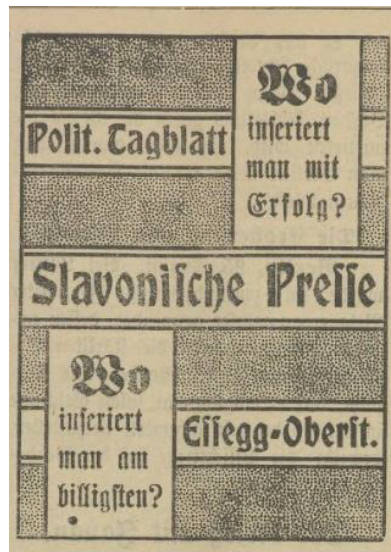 Polit. Tagblatt
Wo
inseriert
man mit
Erfolg?
Slavonische Presse
Wo
inseriert
man am
billigsten?
Essegg-Oberst.